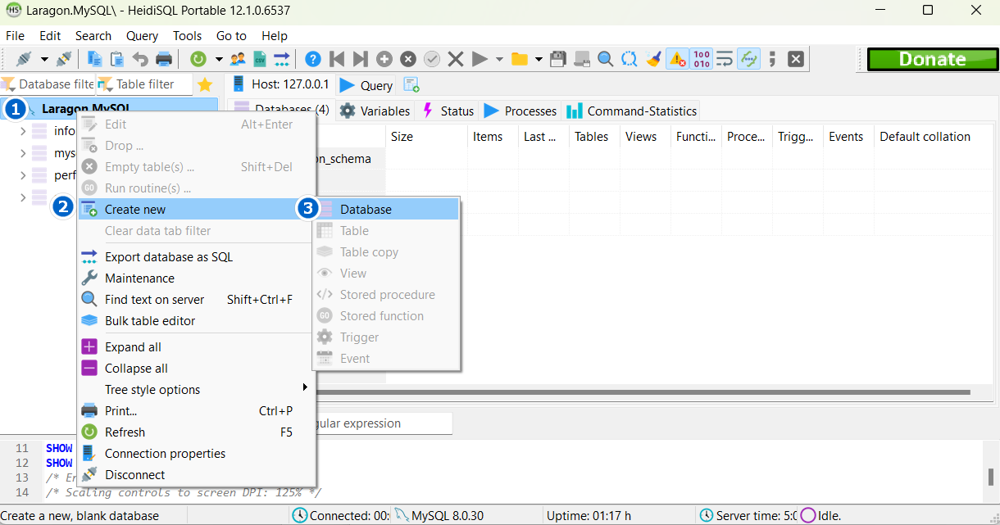 Laragon.MySQL\ - HeidiSQL Portable 12.1.0.6537
File Edit Search Query Tools Go to Help
Donate
Database filte Table filter Host: 127.0.0.1 Query
1 Laragon.MySQL Databases (4) Variables Status Processes Command-Statistics
Size Items Last ... Tables Views Functi... Proce... Trigg... Events Default collation
info
on_schema
mys
perf
Edit Alt+Enter
Drop ...
Empty table(s) ... Shift+Del
Run routine(s) ...
2 Create new
Clear data tab filter
Export database as SQL
Maintenance
Find text on server Shift+Ctrl+F
Bulk table editor
Expand all
Collapse all
Tree style options
Print... Ctrl+P
Refresh F5
Connection properties
Disconnect
3 Database
Table
Table copy
View
Stored procedure
Stored function
Trigger
Event
gular expression
11 SHOW
12 SHOW
13 /* En
14 /* Scaling controls to screen DPI: 125% */
Create a new, blank database Connected: 00: MySQL 8.0.30 Uptime: 01:17 h Server time: 5:0 Idle.